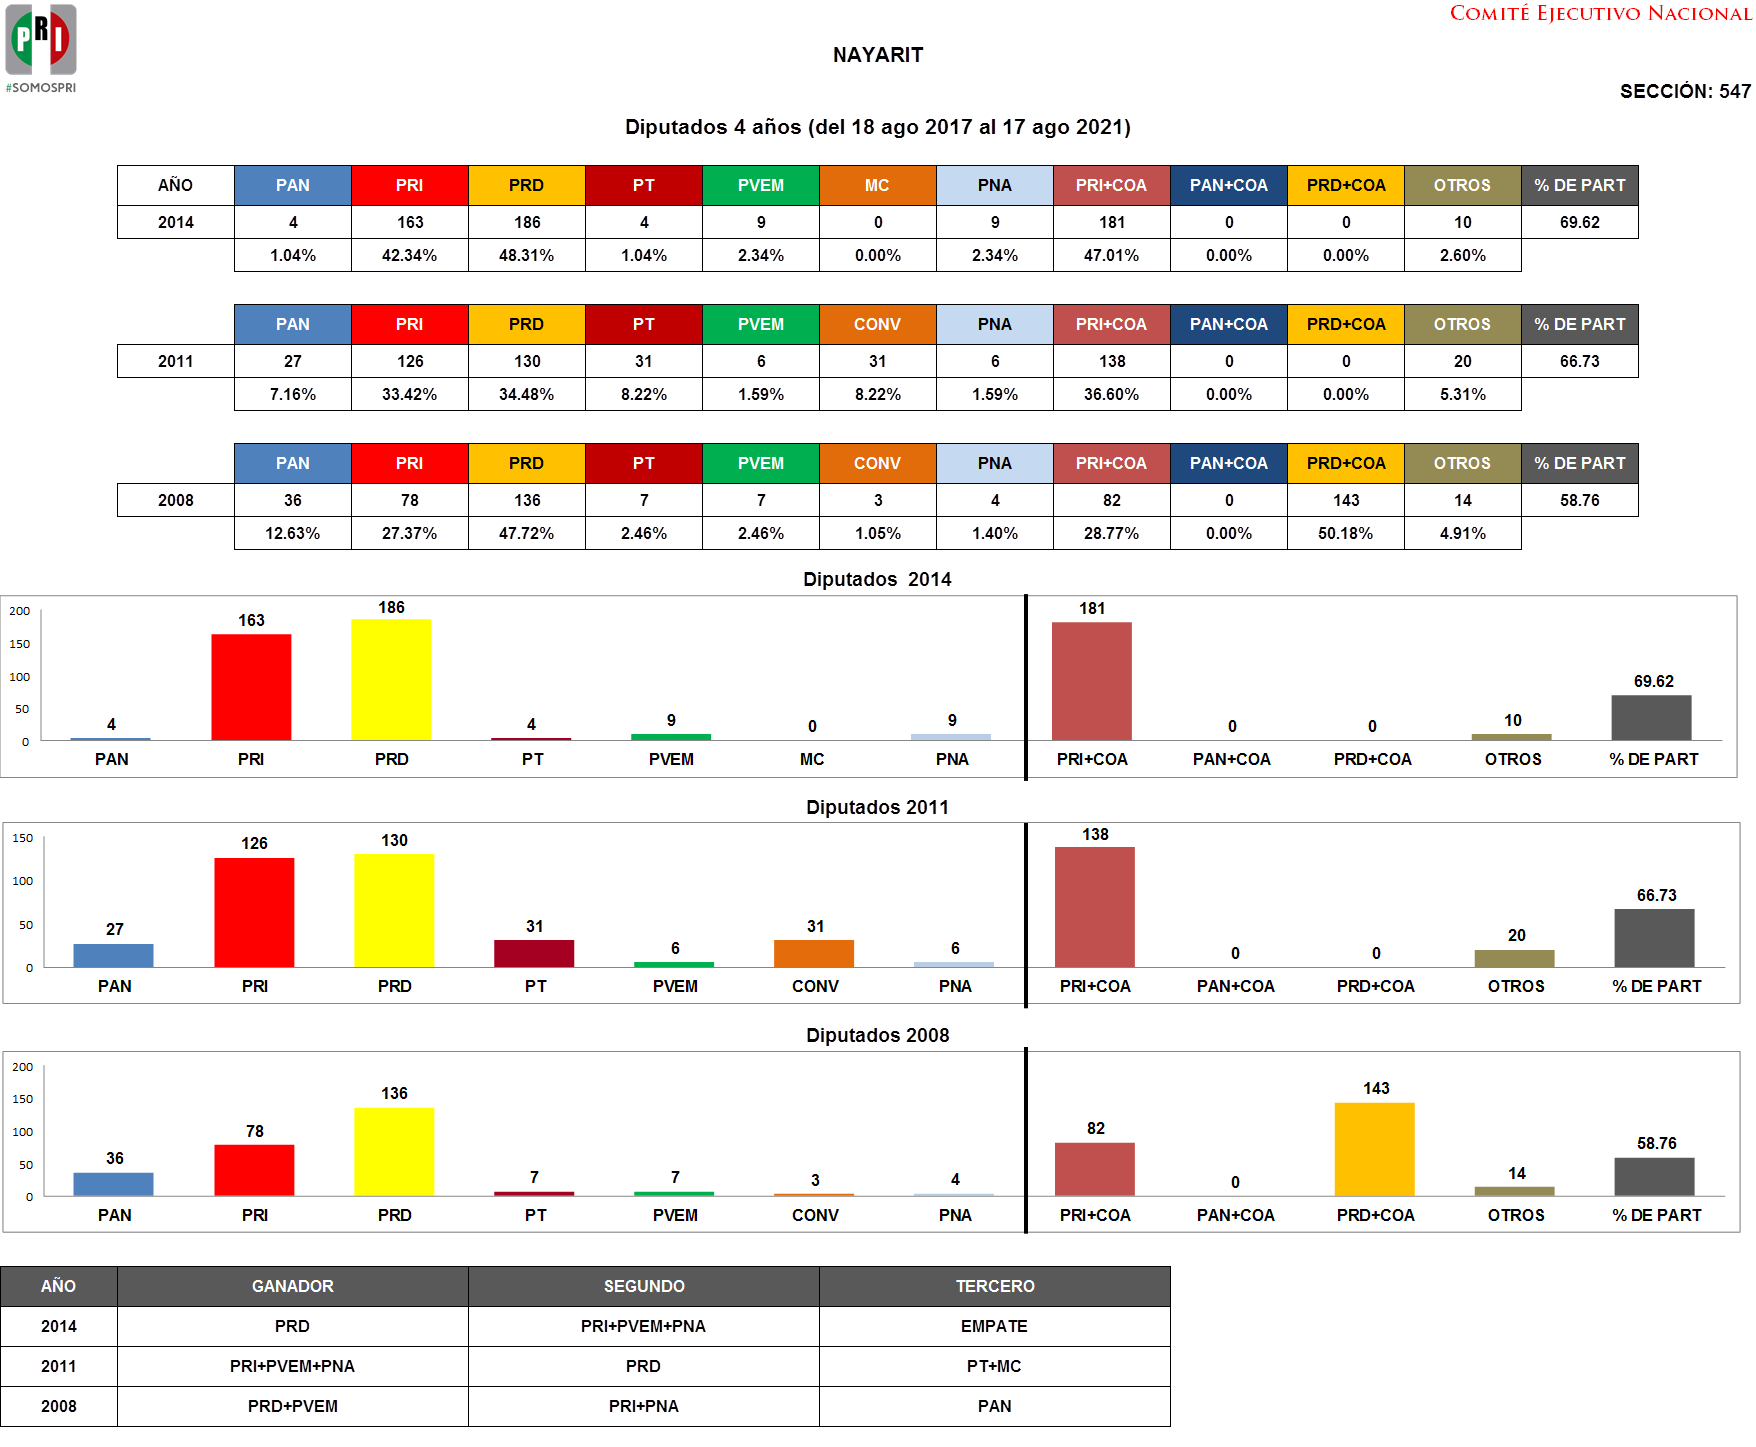 PRI
#SOMOSPRI
COMITÉ EJECUTIVO NACIONAL
NAYARIT
SECCIÓN: 547
Diputados 4 años (del 18 ago 2017 al 17 ago 2021)
AÑO PAN PRI PRD PT PVEM MC PNA PRI+COA PAN+COA PRD+COA OTROS % DE PART
2014 4 163 186 4 9 0 9 181 0 0 10 69.62
1.04% 42.34% 48.31% 1.04% 2.34% 0.00% 2.34% 47.01% 0.00% 0.00% 2.60%
PAN PRI PRD PT PVEM CONV PNA PRI+COA PAN+COA PRD+COA OTROS % DE PART
2011 27 126 130 31 6 31 6 138 0 0 20 66.73
7.16% 33.42% 34.48% 8.22% 1.59% 8.22% 1.59% 36.60% 0.00% 0.00% 5.31%
PAN PRI PRD PT PVEM CONV PNA PRI+COA PAN+COA PRD+COA OTROS % DE PART
2008 36 78 136 7 7 3 4 82 0 143 14 58.76
12.63% 27.37% 47.72% 2.46% 2.46% 1.05% 1.40% 28.77% 0.00% 50.18% 4.91%
Diputados 2014
200
150
100
50
0
4 163 186 4 9 0 9 181 0 0 10 69.62
PAN PRI PRD PT PVEM MC PNA PRI+COA PAN+COA PRD+COA OTROS % DE PART
Diputados 2011
150
100
50
0
27 126 130 31 6 31 6 138 0 0 20 66.73
PAN PRI PRD PT PVEM CONV PNA PRI+COA PAN+COA PRD+COA OTROS % DE PART
Diputados 2008
200
150
100
50
0
36 78 136 7 7 3 4 82 0 143 14 58.76
PAN PRI PRD PT PVEM CONV PNA PRI+COA PAN+COA PRD+COA OTROS % DE PART
AÑO GANADOR SEGUNDO TERCERO
2014 PRD PRI+PVEM+PNA EMPATE
2011 PRI+PVEM+PNA PRD PT+MC
2008 PRD+PVEM PRI+PNA PAN